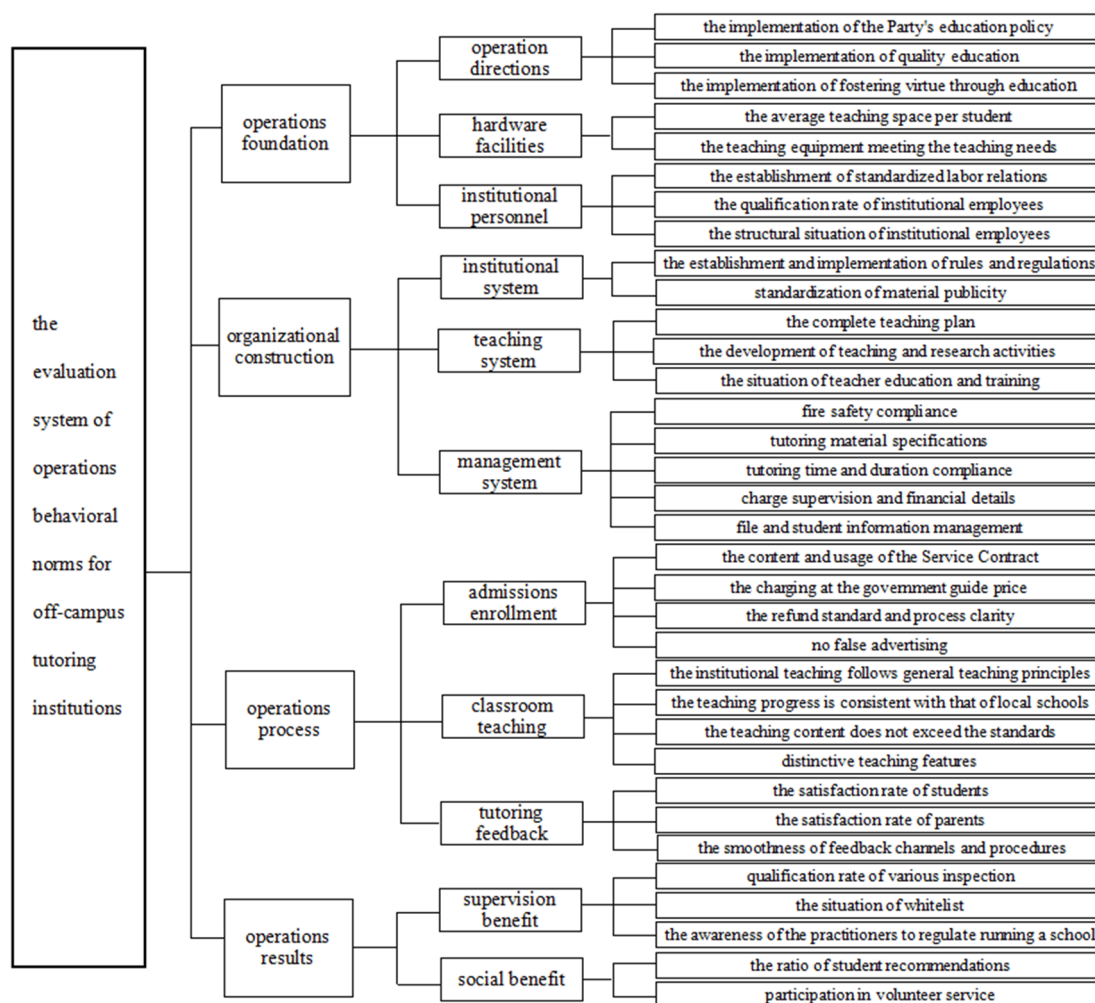 the
evaluation
system of
operations
behavioral
norms for
off-campus
tutoring
institutions
operations
foundation
operation
directions
the implementation of the Party's education policy
the implementation of quality education
the implementation of fostering virtue through education
hardware
facilities
the average teaching space per student
the teaching equipment meeting the teaching needs
institutional
personnel
the establishment of standardized labor relations
the qualification rate of institutional employees
the structural situation of institutional employees
organizational
construction
institutional
system
the establishment and implementation of rules and regulations
standardization of material publicity
teaching
system
the complete teaching plan
the development of teaching and research activities
the situation of teacher education and training
management
system
fire safety compliance
tutoring material specifications
tutoring time and duration compliance
charge supervision and financial details
file and student information management
operations
process
admissions
enrollment
the content and usage of the Service Contract
the charging at the government guide price
the refund standard and process clarity
no false advertising
classroom
teaching
the institutional teaching follows general teaching principles
the teaching progress is consistent with that of local schools
the teaching content does not exceed the standards
distinctive teaching features
tutoring
feedback
the satisfaction rate of students
the satisfaction rate of parents
the smoothness of feedback channels and procedures
operations
results
supervision
benefit
qualification rate of various inspection
the situation of whitelist
the awareness of the practitioners to regulate running a school
social benefit
the ratio of student recommendations
participation in volunteer service